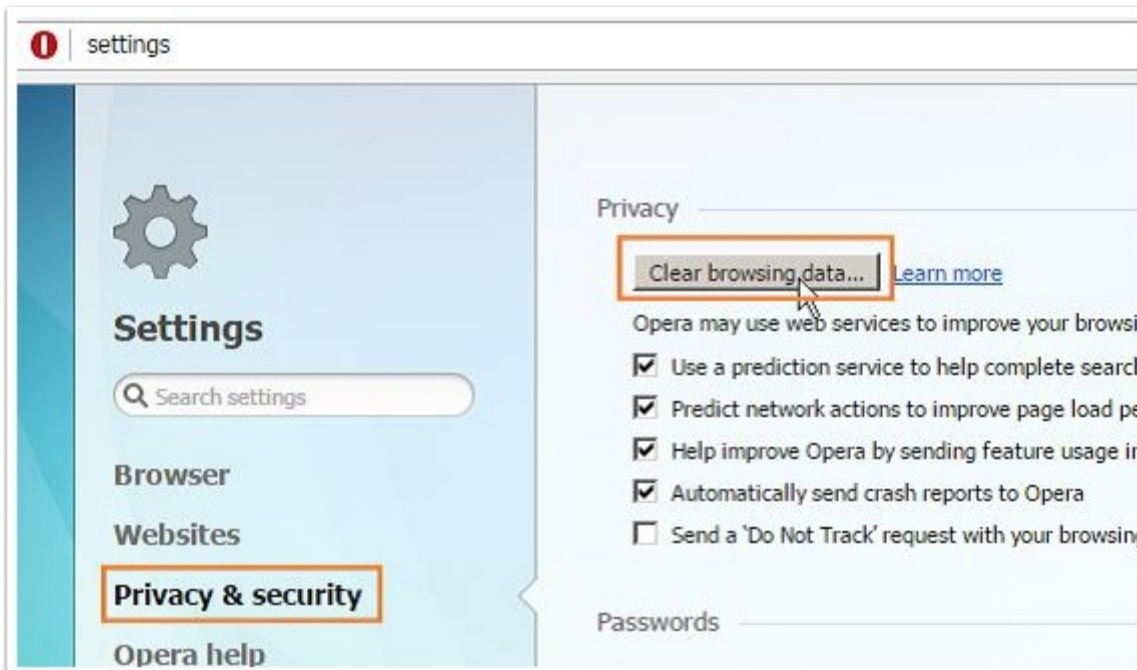 settings
Settings
Search settings
Browser
Websites
Privacy & security
Opera help
Privacy
Clear browsing data... Learn more
Opera may use web services to improve your browsi
Use a prediction service to help complete search
Predict network actions to improve page load pe
Help improve Opera by sending feature usage in
Automatically send crash reports to Opera
Send a 'Do Not Track' request with your browsing
Passwords